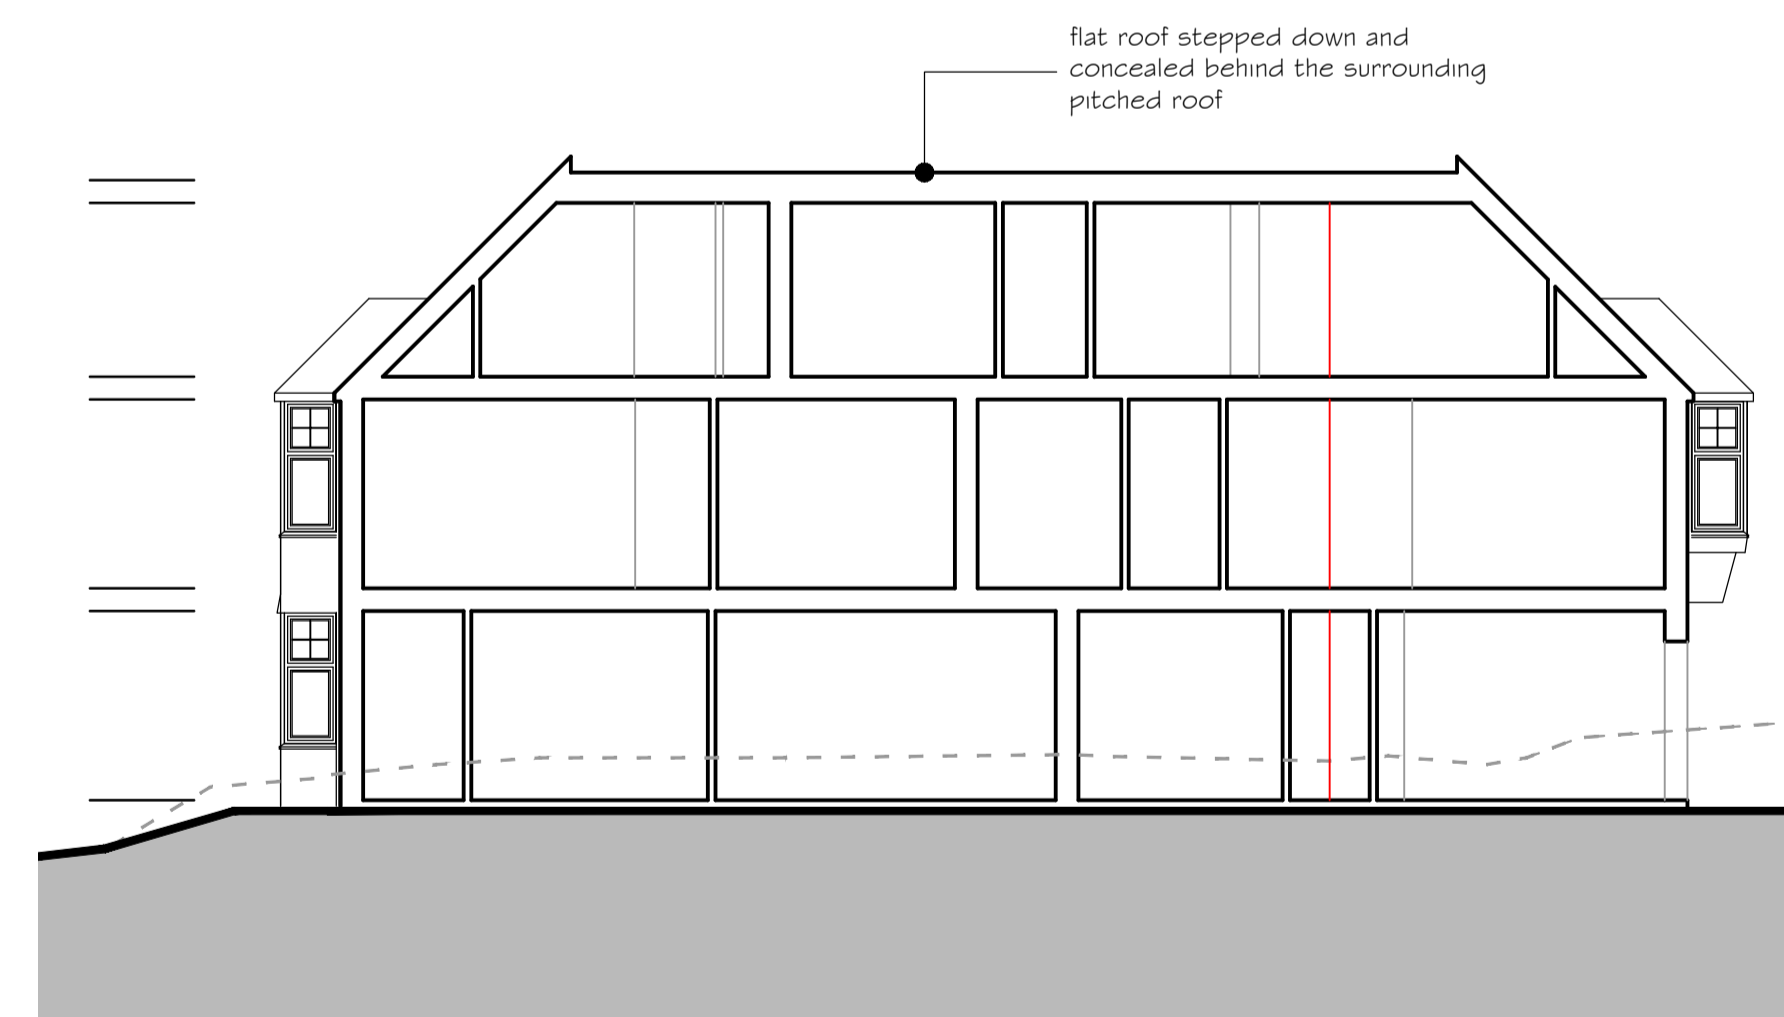 flat roof stepped down and
concealed behind the surrounding
pitched roof